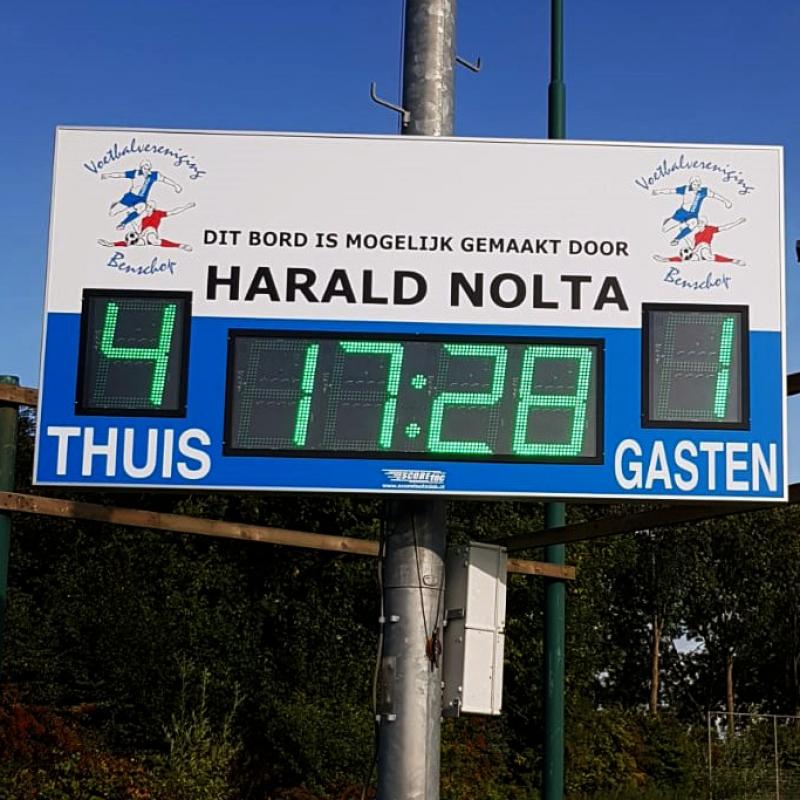 Voetbalvereniging
Benschop
Voetbalvereniging
Benschop
DIT BORD IS MOGELIJK GEMAAKT DOOR
HARALD NOLTA
4
17:28
1
THUIS
GASTEN